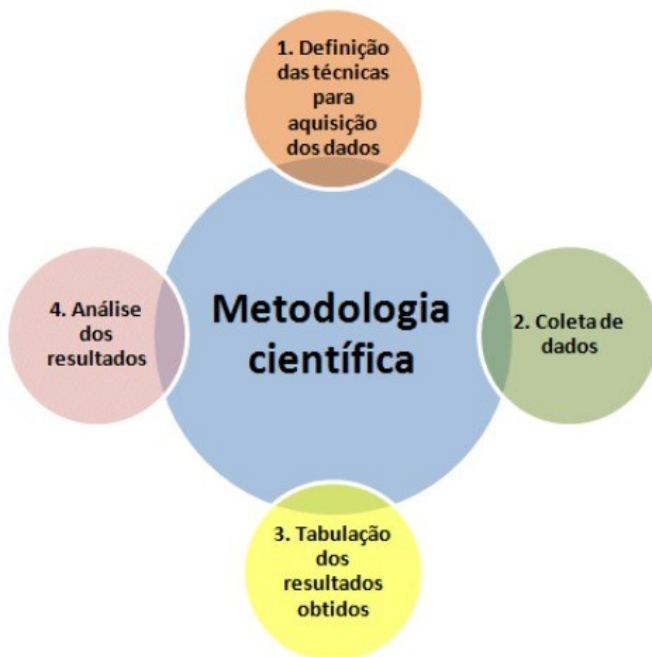 1. Definição
das técnicas
para
aquisição
dos dados
Metodologia
científica
2. Coleta de
dados
3. Tabulação
dos
resultados
obtidos
4. Análise
dos
resultados